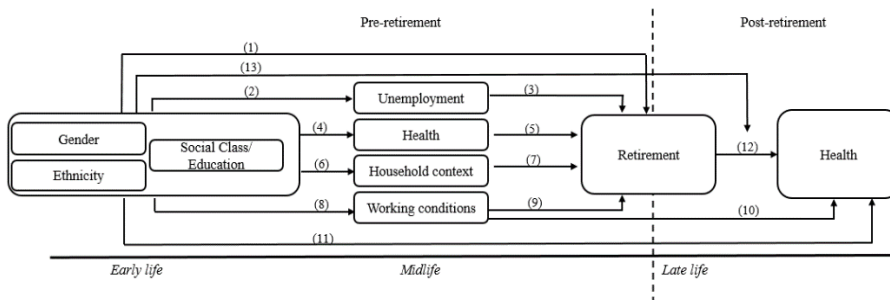 Pre-retirement
Post-retirement
(1)
(13)
(2)
Unemployment
(3)
Gender
Social Class/
Education
Ethnicity
(4)
Health
(5)
Retirement
(12)
Health
(6)
Household context
(7)
(8)
Working conditions
(9)
(10)
(11)
Early life
Midlife
Late life